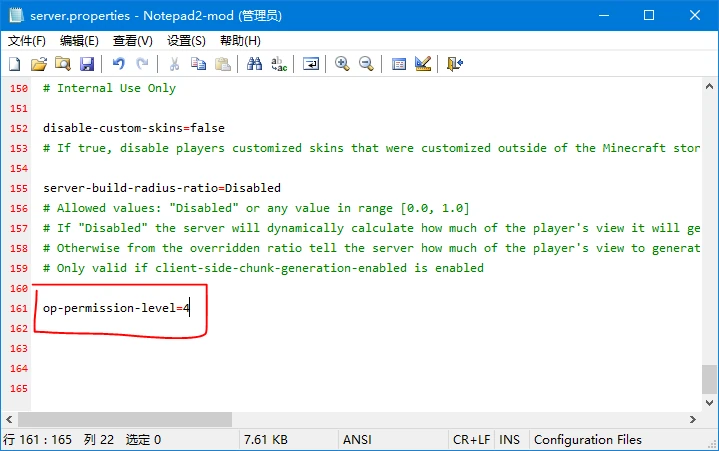 server.properties - Notepad2-mod (管理员)
文件(F) 编辑(E) 查看(V) 设置(S) 帮助(H)
150 # Internal Use Only
151
152 disable-custom-skins=false
153 # If true, disable players customized skins that were customized outside of the Minecraft stor
154
155 server-build-radius-ratio=Disabled
156 # Allowed values: "Disabled" or any value in range [0.0, 1.0]
157 # If "Disabled" the server will dynamically calculate how much of the player's view it will ge
158 # Otherwise from the overridden ratio tell the server how much of the player's view to generat
159 # Only valid if client-side-chunk-generation-enabled is enabled
160
161 op-permission-level=4
162
163
164
165
行 161 : 165 列 22 选定 0 7.61 KB ANSI CR+LF INS Configuration Files